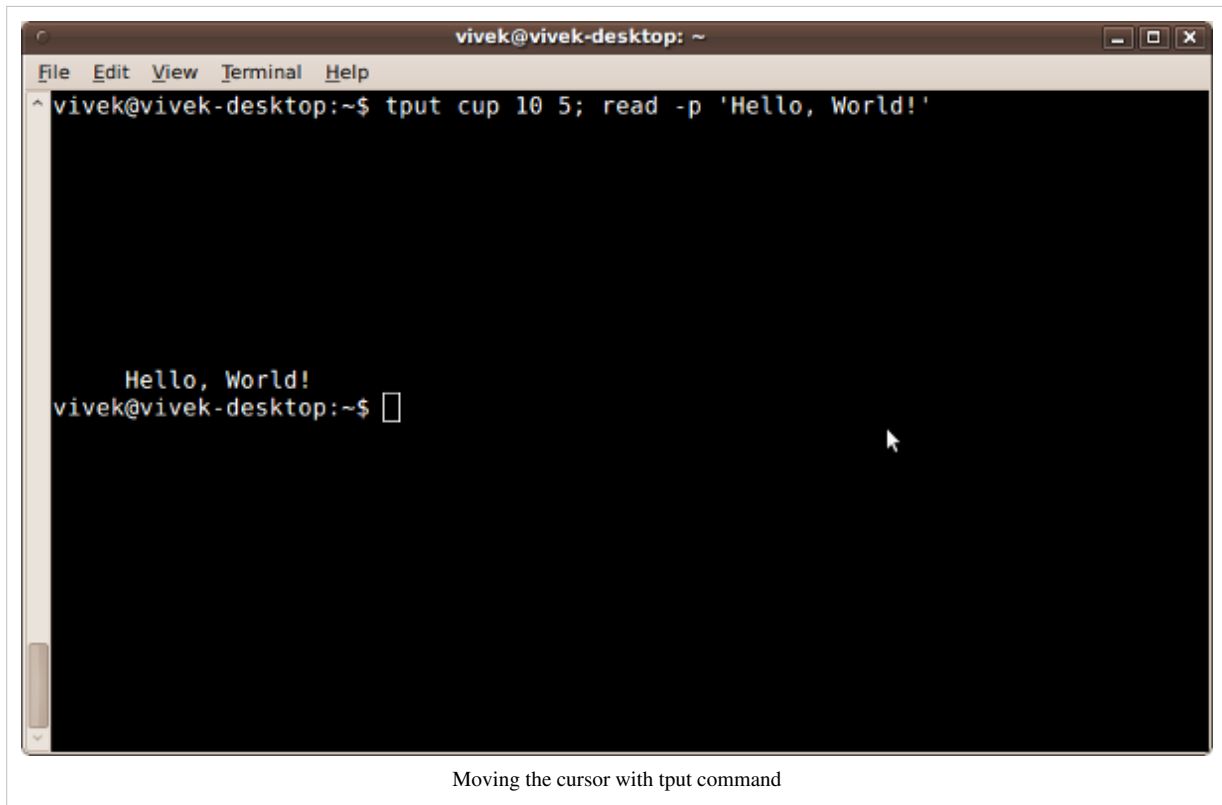 vivek@vivek-desktop: ~
File Edit View Terminal Help
vivek@vivek-desktop:~$ tput cup 10 5; read -p 'Hello, World!'
Hello, World!
vivek@vivek-desktop:~$
Moving the cursor with tput command